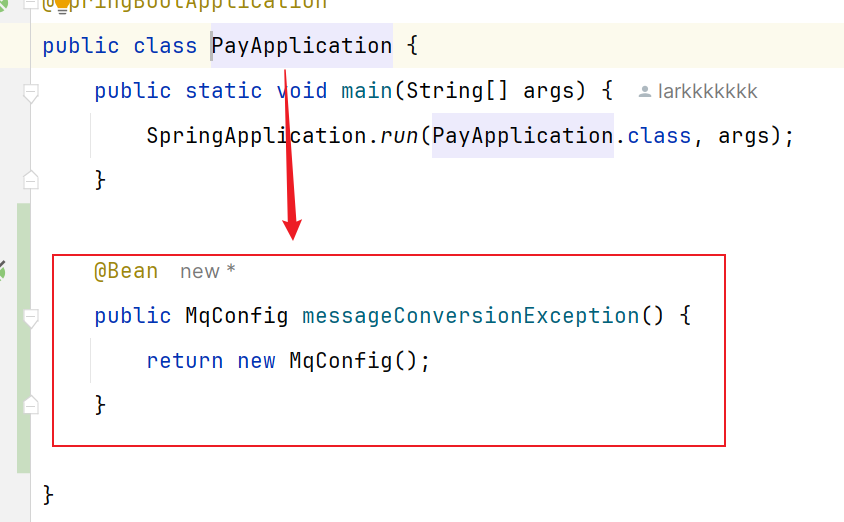 @SpringBootApplication
public class PayApplication {
public static void main(String[] args) { larkkkkkkk
SpringApplication.run(PayApplication.class, args);
}
@Bean new *
public MqConfig messageConversionException() {
return new MqConfig();
}
}